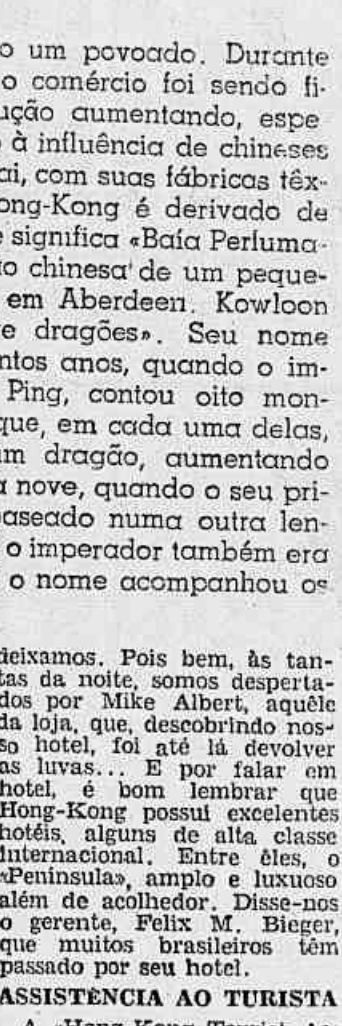 o um povoado. Durante
o comércio foi sendo fi-
ução aumentando, espe
o à influência de chineses
ai, com suas fábricas têx-
ong-Kong é derivado de
e significa «Baía Perfuma-
ão chinesa de um peque-
em Aberdeen. Kowloon
e dragões». Seu nome
ntos anos, quando o im-
Ping, contou oito mon-
que, em cada uma delas,
um dragão, aumentando
a nove, quando o seu pri-
baseado numa outra len-
o imperador também era
o nome acompanhou os
deixamos. Pois bem, às tan-
tas da noite, somos desperta-
dos por Mike Albert, aquêle
da loja, que, descobrindo nos-
so hotel, foi até lá devolver
as luvas... E por falar em
hotel, é bom lembrar que
Hong-Kong possui excelentes
hotéis, alguns de alta classe
internacional. Entre êles, o
«Península», amplo e luxuoso
além de acolhedor. Disse-nos
o gerente, Felix M. Bieger,
que muitos brasileiros têm
passado por seu hotel.
ASSISTÊNCIA AO TURISTA
A «Hong Kong Tourist